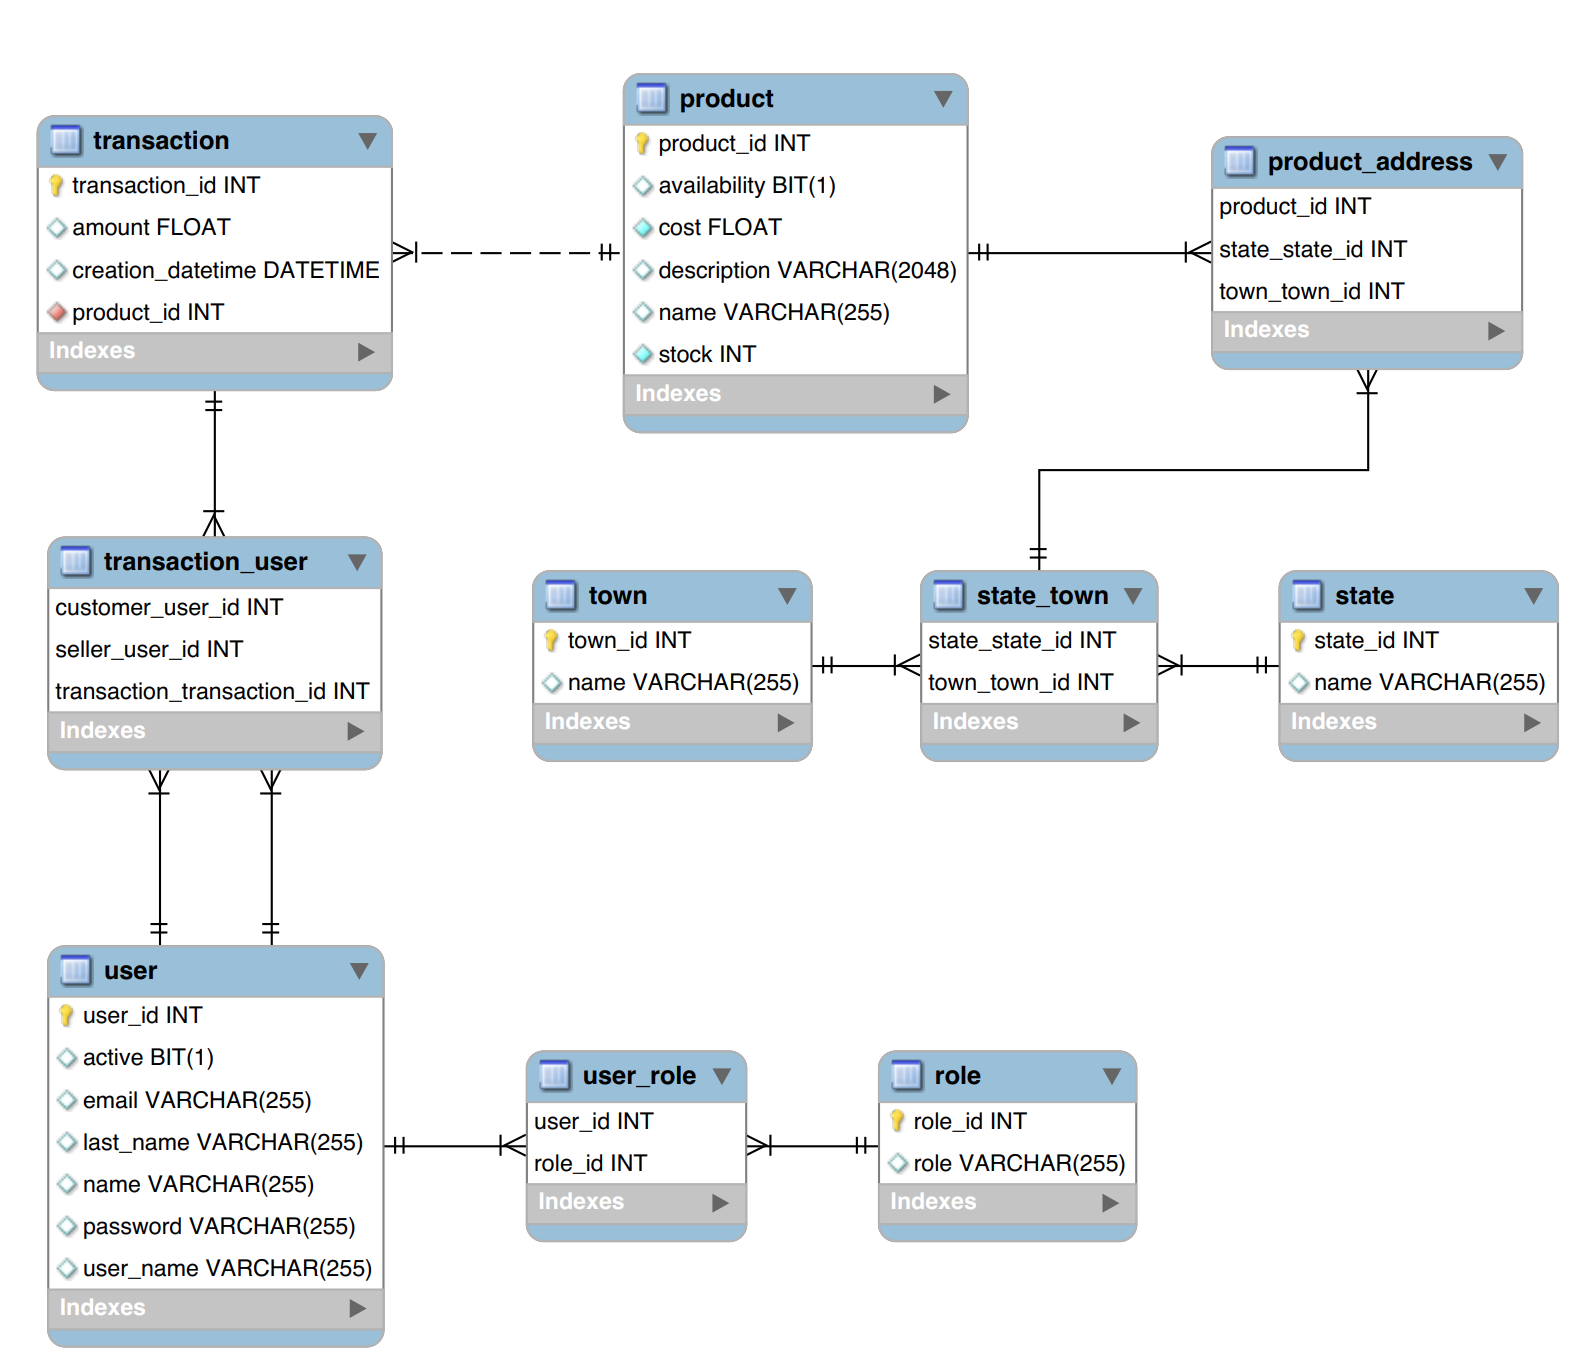 transaction
transaction_id INT
amount FLOAT
creation_datetime DATETIME
product_id INT
Indexes
product
product_id INT
availability BIT(1)
cost FLOAT
description VARCHAR(2048)
name VARCHAR(255)
stock INT
Indexes
product_address
product_id INT
state_state_id INT
town_town_id INT
Indexes
transaction_user
customer_user_id INT
seller_user_id INT
transaction_transaction_id INT
Indexes
town
town_id INT
name VARCHAR(255)
Indexes
state_town
state_state_id INT
town_town_id INT
Indexes
state
state_id INT
name VARCHAR(255)
Indexes
user
user_id INT
active BIT(1)
email VARCHAR(255)
last_name VARCHAR(255)
name VARCHAR(255)
password VARCHAR(255)
user_name VARCHAR(255)
Indexes
user_role
user_id INT
role_id INT
Indexes
role
role_id INT
role VARCHAR(255)
Indexes